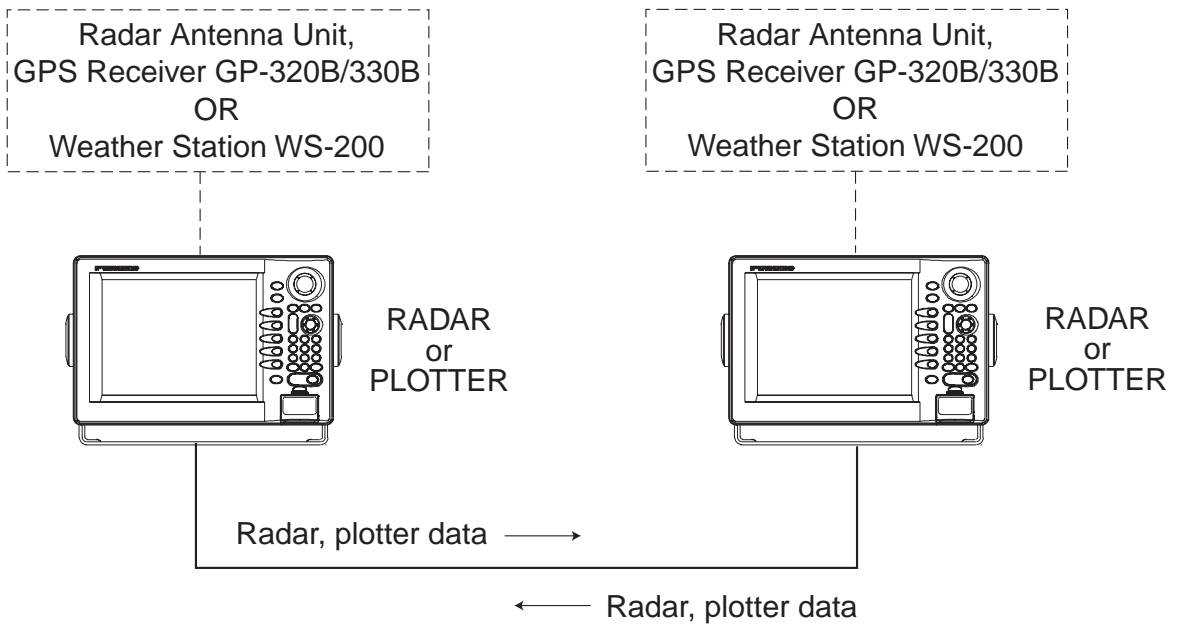 Radar Antenna Unit,
GPS Receiver GP-320B/330B
OR
Weather Station WS-200
Radar Antenna Unit,
GPS Receiver GP-320B/330B
OR
Weather Station WS-200
FURUNO
RADAR
or
PLOTTER
FURUNO
RADAR
or
PLOTTER
Radar, plotter data
Radar, plotter data